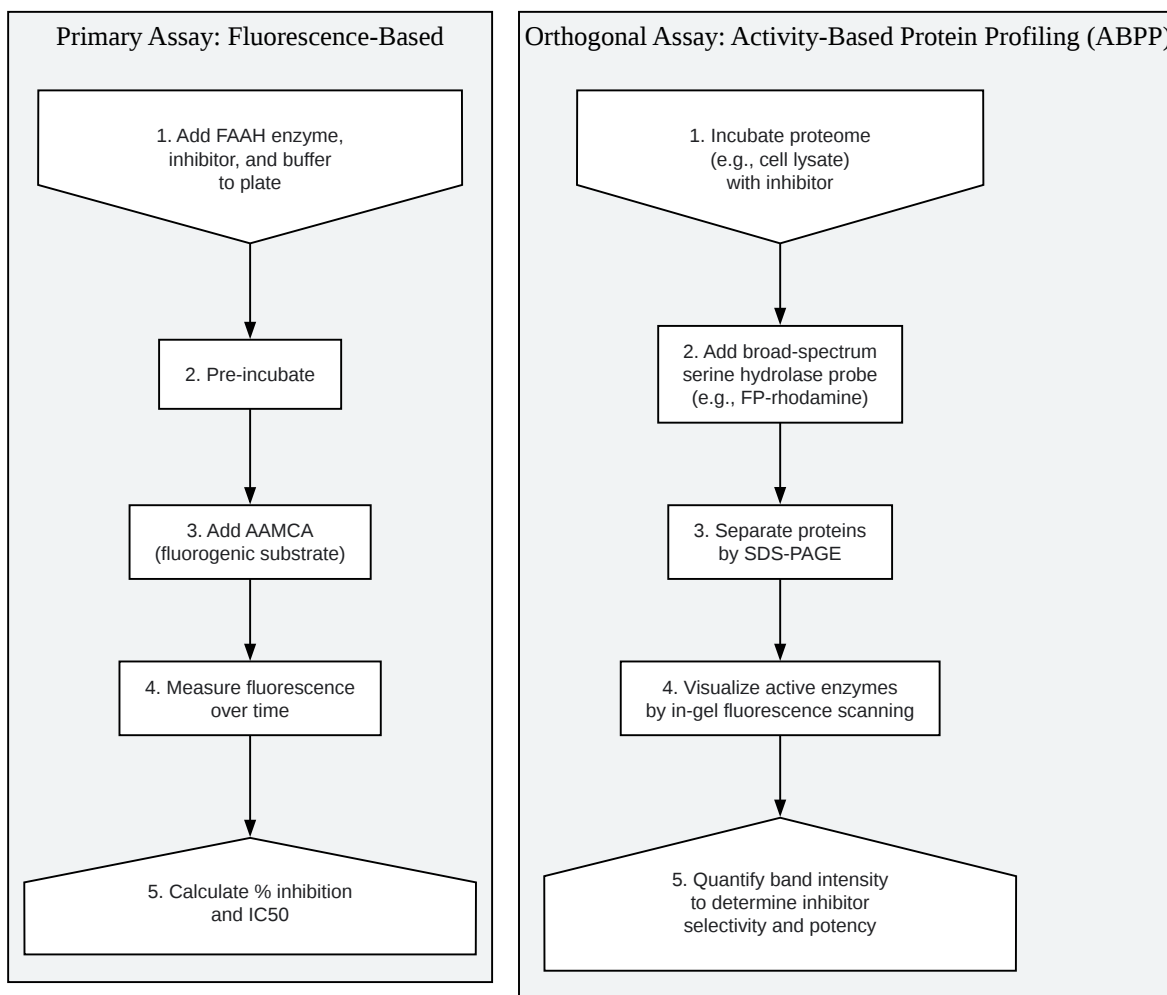 Primary Assay: Fluorescence-Based
1. Add FAAH enzyme,
inhibitor, and buffer
to plate
2. Pre-incubate
3. Add AAMCA
(fluorogenic substrate)
4. Measure fluorescence
over time
5. Calculate % inhibition
and IC50
Orthogonal Assay: Activity-Based Protein Profiling (ABPP)
1. Incubate proteome
(e.g., cell lysate)
with inhibitor
2. Add broad-spectrum
serine hydrolase probe
(e.g., FP-rhodamine)
3. Separate proteins
by SDS-PAGE
4. Visualize active enzymes
by in-gel fluorescence scanning
5. Quantify band intensity
to determine inhibitor
selectivity and potency